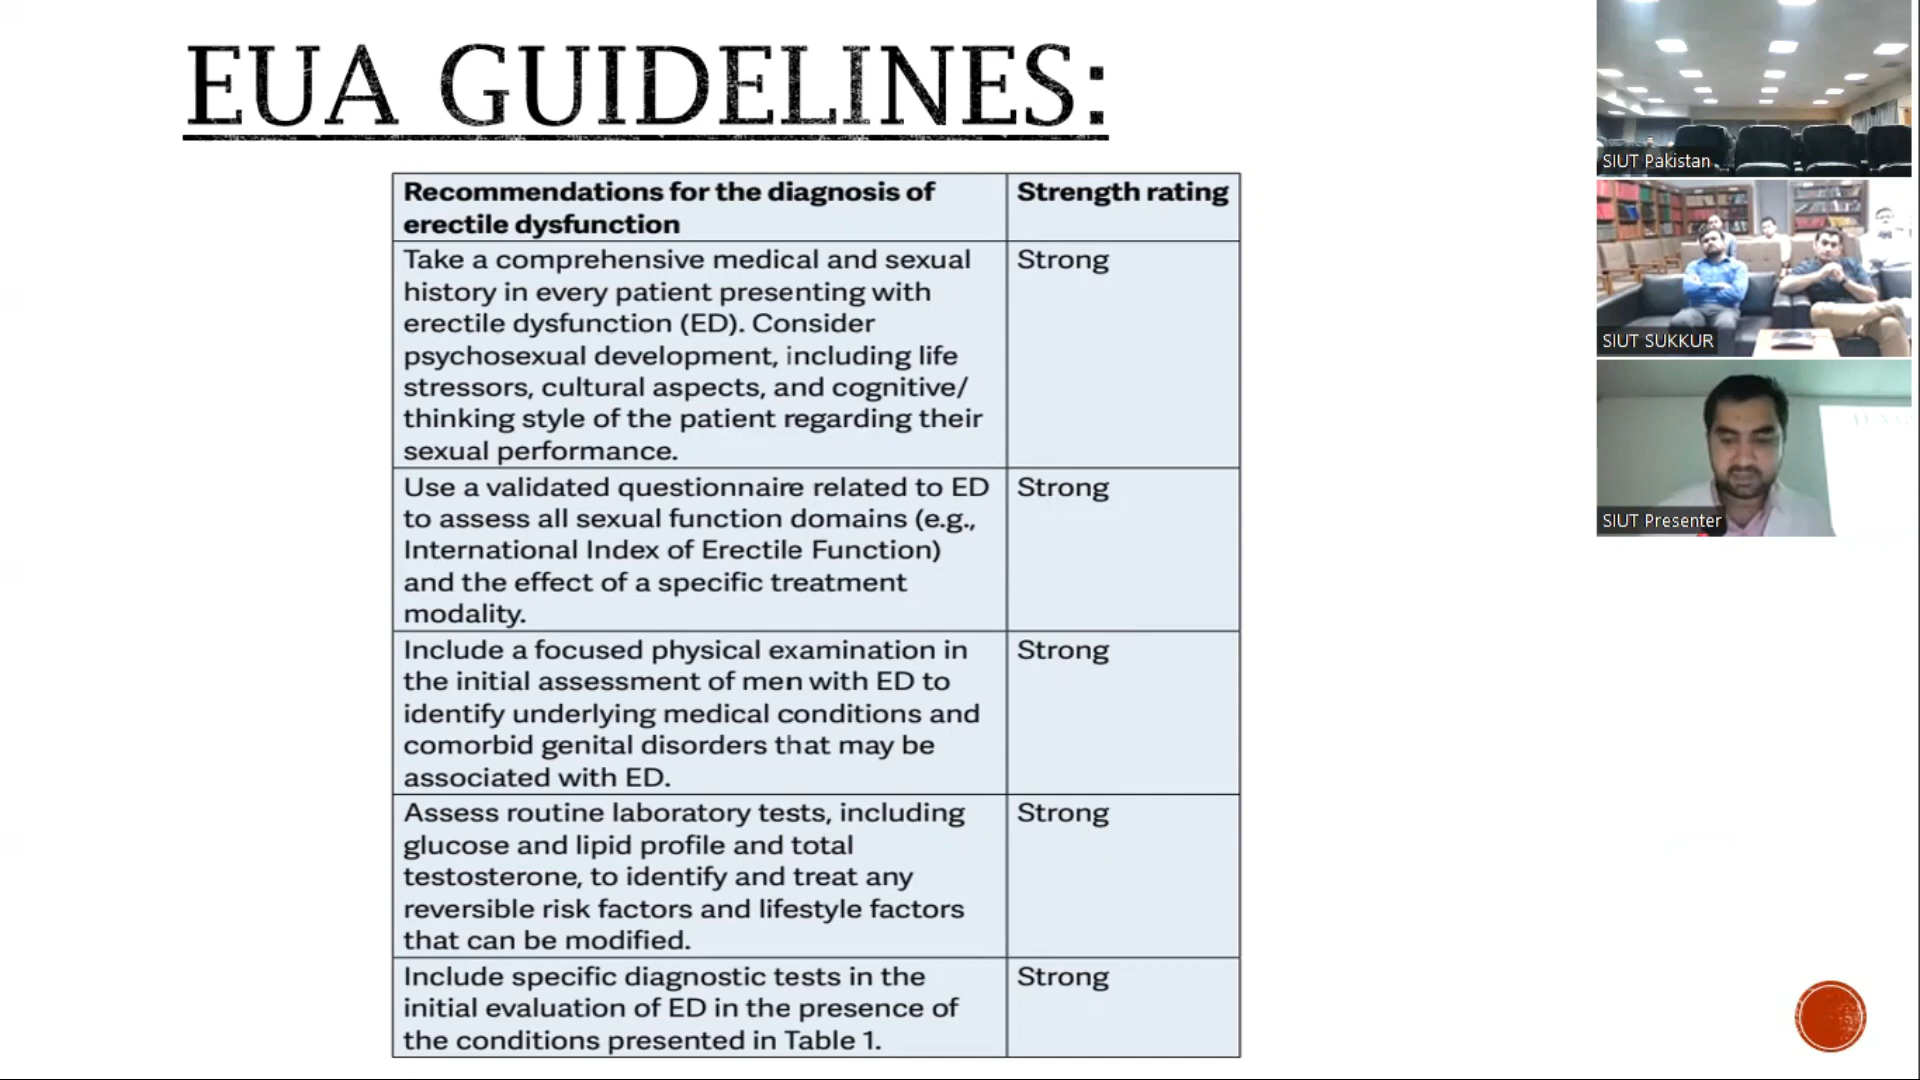 EUA GUIDELINES:
Recommendations for the diagnosis of
erectile dysfunction
Strength rating
Take a comprehensive medical and sexual
history in every patient presenting with
erectile dysfunction (ED). Consider
psychosexual development, including life
stressors, cultural aspects, and cognitive/
thinking style of the patient regarding their
sexual performance.
Strong
Use a validated questionnaire related to ED
to assess all sexual function domains (e.g.,
International Index of Erectile Function)
and the effect of a specific treatment
modality.
Strong
Include a focused physical examination in
the initial assessment of men with ED to
identify underlying medical conditions and
comorbid genital disorders that may be
associated with ED.
Strong
Assess routine laboratory tests, including
glucose and lipid profile and total
testosterone, to identify and treat any
reversible risk factors and lifestyle factors
that can be modified.
Strong
Include specific diagnostic tests in the
initial evaluation of ED in the presence of
the conditions presented in Table 1.
Strong
SIUT Pakistan
SIUT SUKKUR
SIUT Presenter